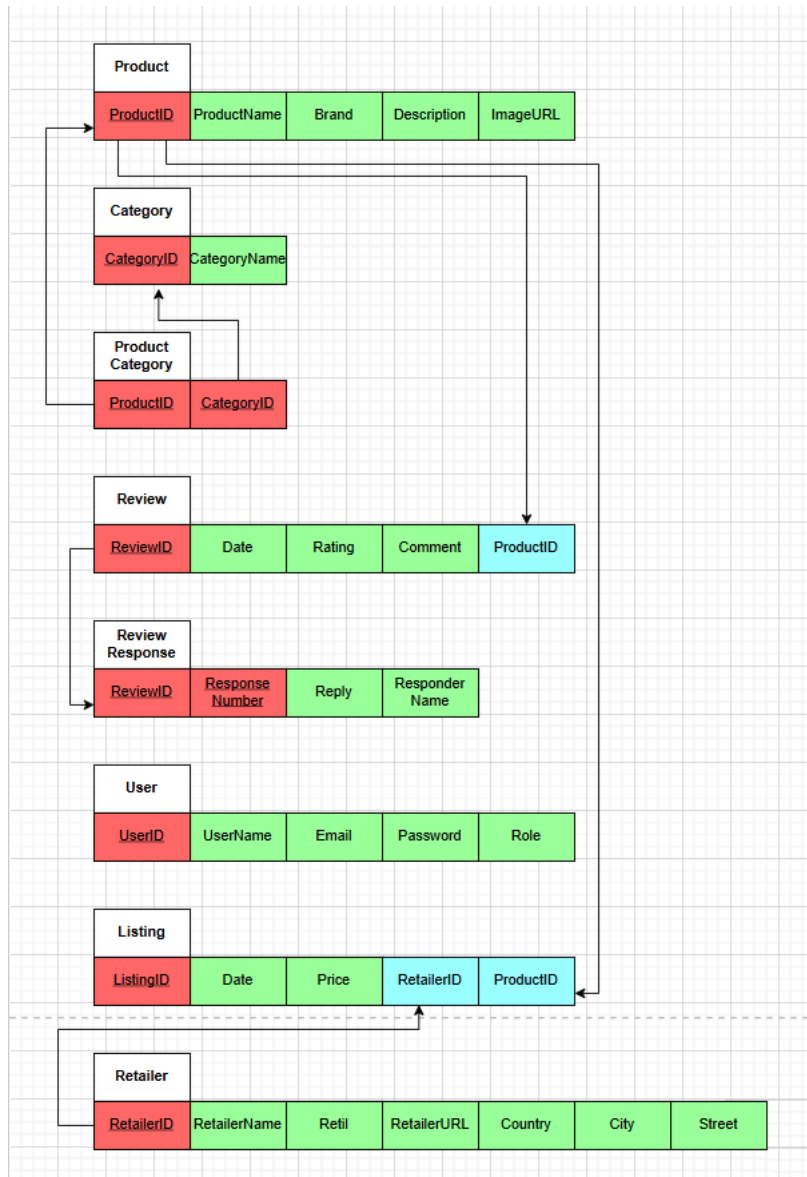 Product
ProductID ProductName Brand Description ImageURL
Category
CategoryID CategoryName
Product
Category
ProductID CategoryID
Review
ReviewID Date Rating Comment ProductID
Review
Response
ReviewID Response Number Reply Responder Name
User
UserID UserName Email Password Role
Listing
ListingID Date Price RetailerID ProductID
Retailer
RetailerID RetailerName Retil RetailerURL Country City Street